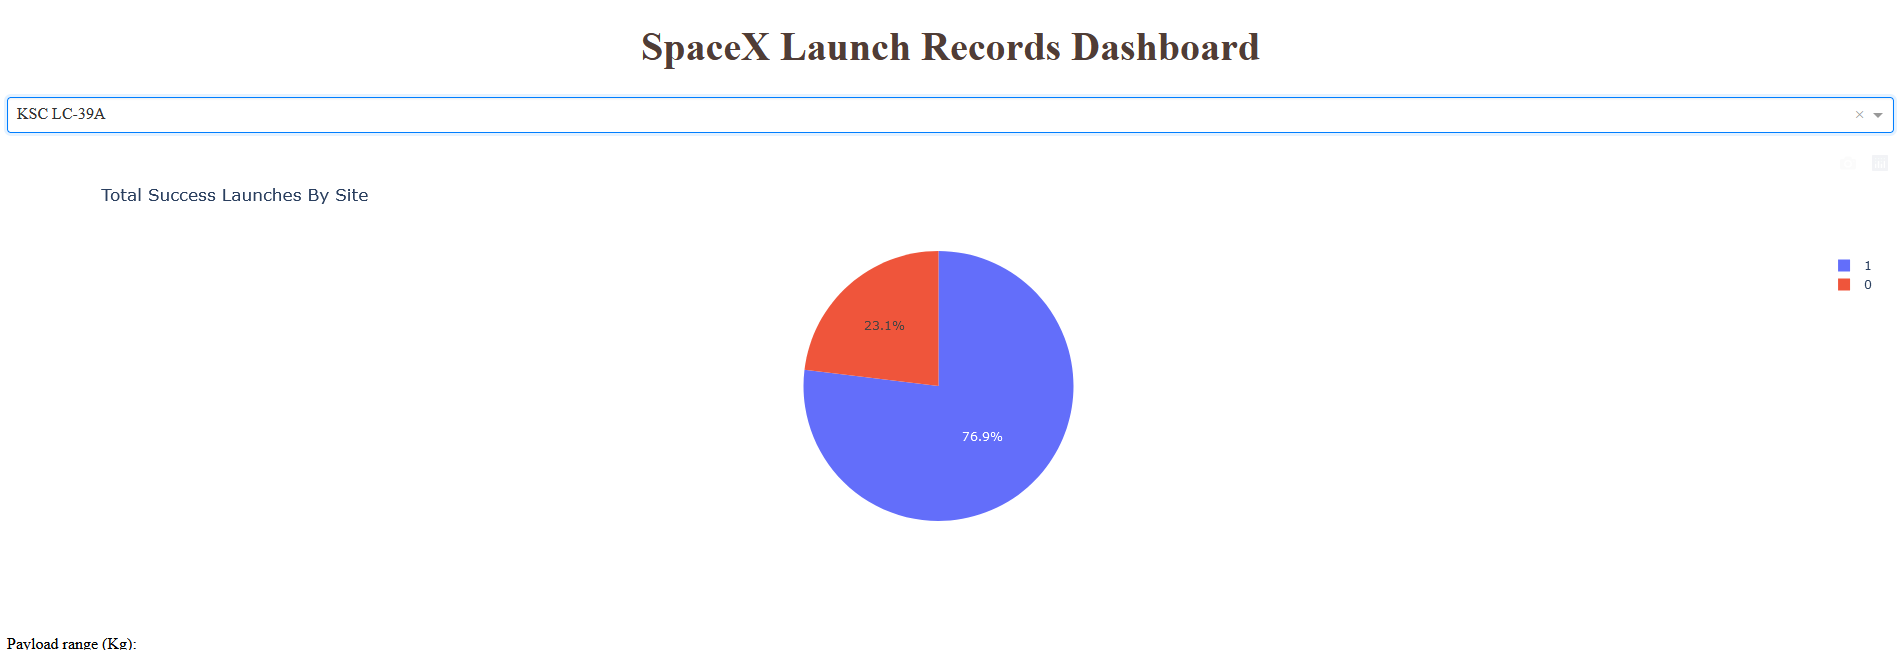 SpaceX Launch Records Dashboard
KSC LC-39A
Total Success Launches By Site
1
0
23.1%
76.9%
Payload range (Kg):